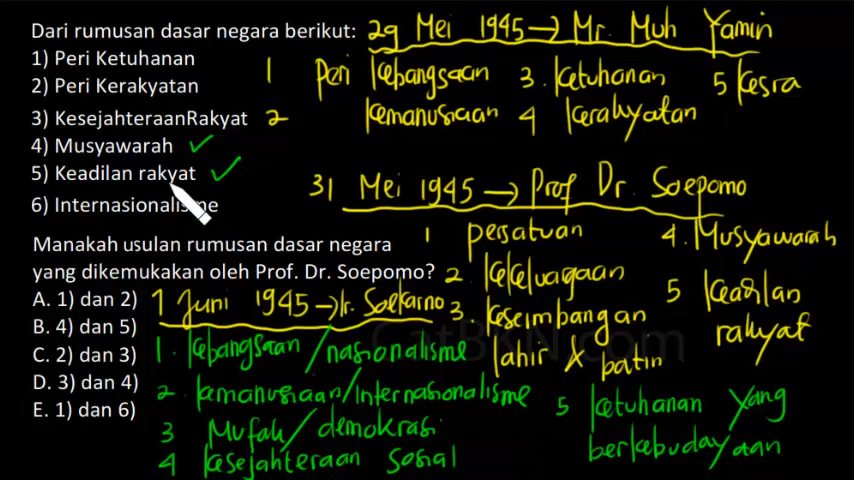 Dari rumusan dasar negara berikut:
1) Peri Ketuhanan
2) Peri Kerakyatan
3) KesejahteraanRakyat
4) Musyawarah
5) Keadilan rakyat
6) Internasionalisme
Manakah usulan rumusan dasar negara
yang dikemukakan oleh Prof. Dr. Soepomo?
A. 1) dan 2)
B. 4) dan 5)
C. 2) dan 3)
D. 3) dan 4)
E. 1) dan 6)
29 Mei 1945 → Mr. Muh Yamin
1 Peri kebangsaan 3. ketuhanan 5 kesra
2 kemanusiaan 4 kerakyatan
31 Mei 1945 → Prof Dr. Soepomo
1. persatuan 4. Musyawarah
2 kekeluagaan 5 keadilan
3. keseimbangan rakyat
lahir X batin
1 Juni 1945 → Ir. Soekarno
1. kebangsaan / nasionalisme
2 kemanusiaan/internasionalisme
3 Mufak/demokrasi
4 kesejahteraan sosial
5 ketuhanan yang
berkebudayaan